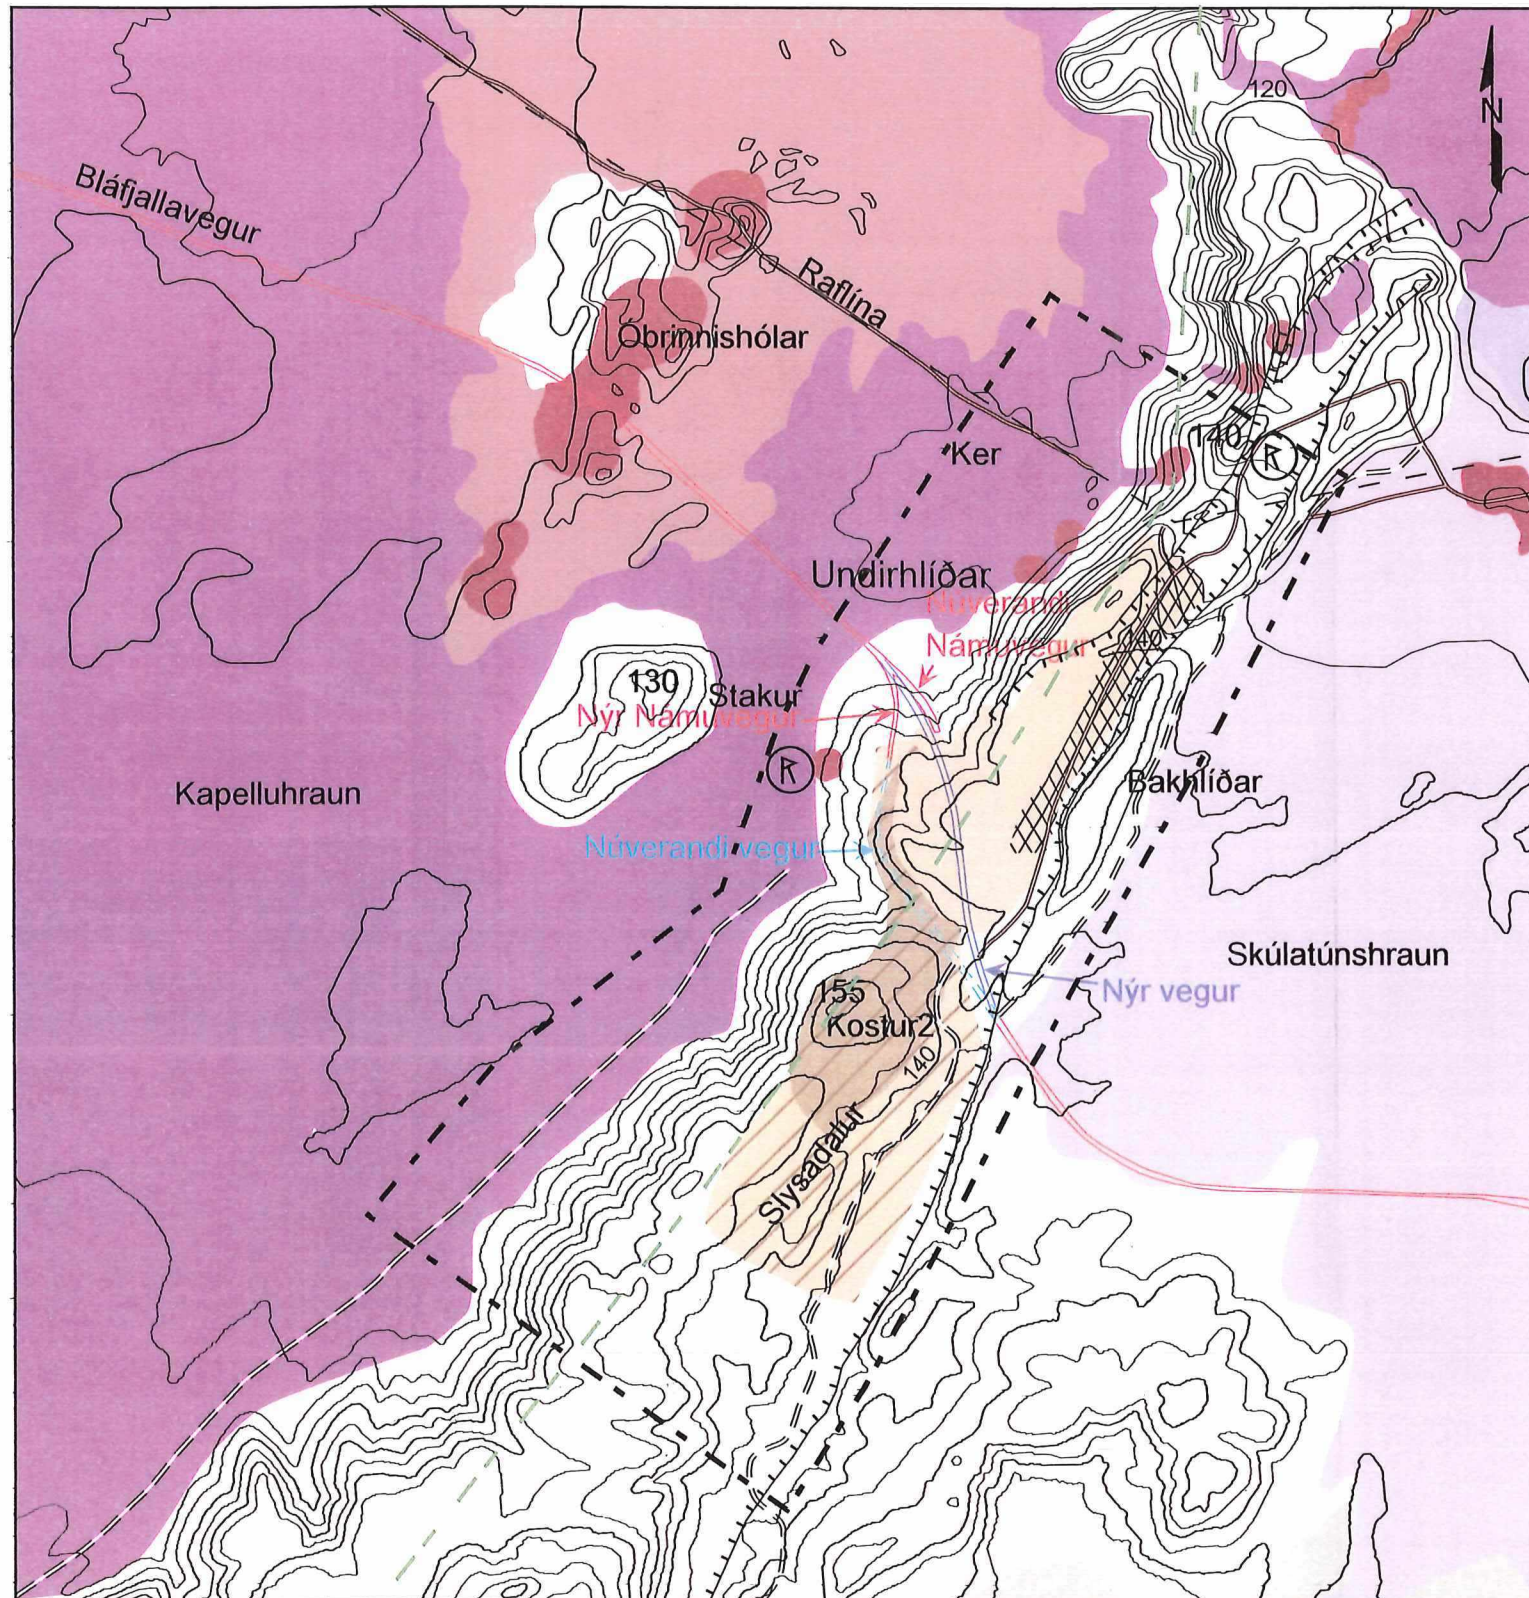 120
N
Bláfjallavegur
Raflína
Óbrinnishólar
140
R
Ker
Undirhlíðar
Núverandi
Námuvegur
140
130
Stakur
Nýr Námuvegur
R
Bakhlíðar
Kapelluhraun
Núverandi vegur
Skúlatúnshraun
155
Nýr vegur
Kostur2
140
Slysadalur